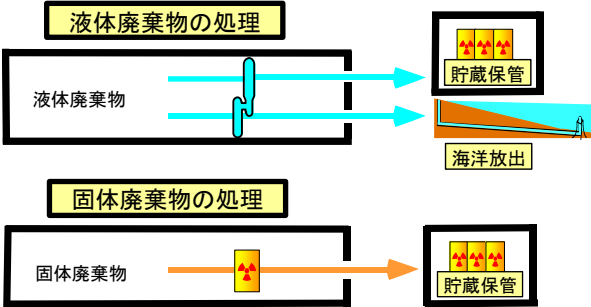 液体廃棄物の処理
液体廃棄物
貯蔵保管
海洋放出
固体廃棄物の処理
固体廃棄物
貯蔵保管